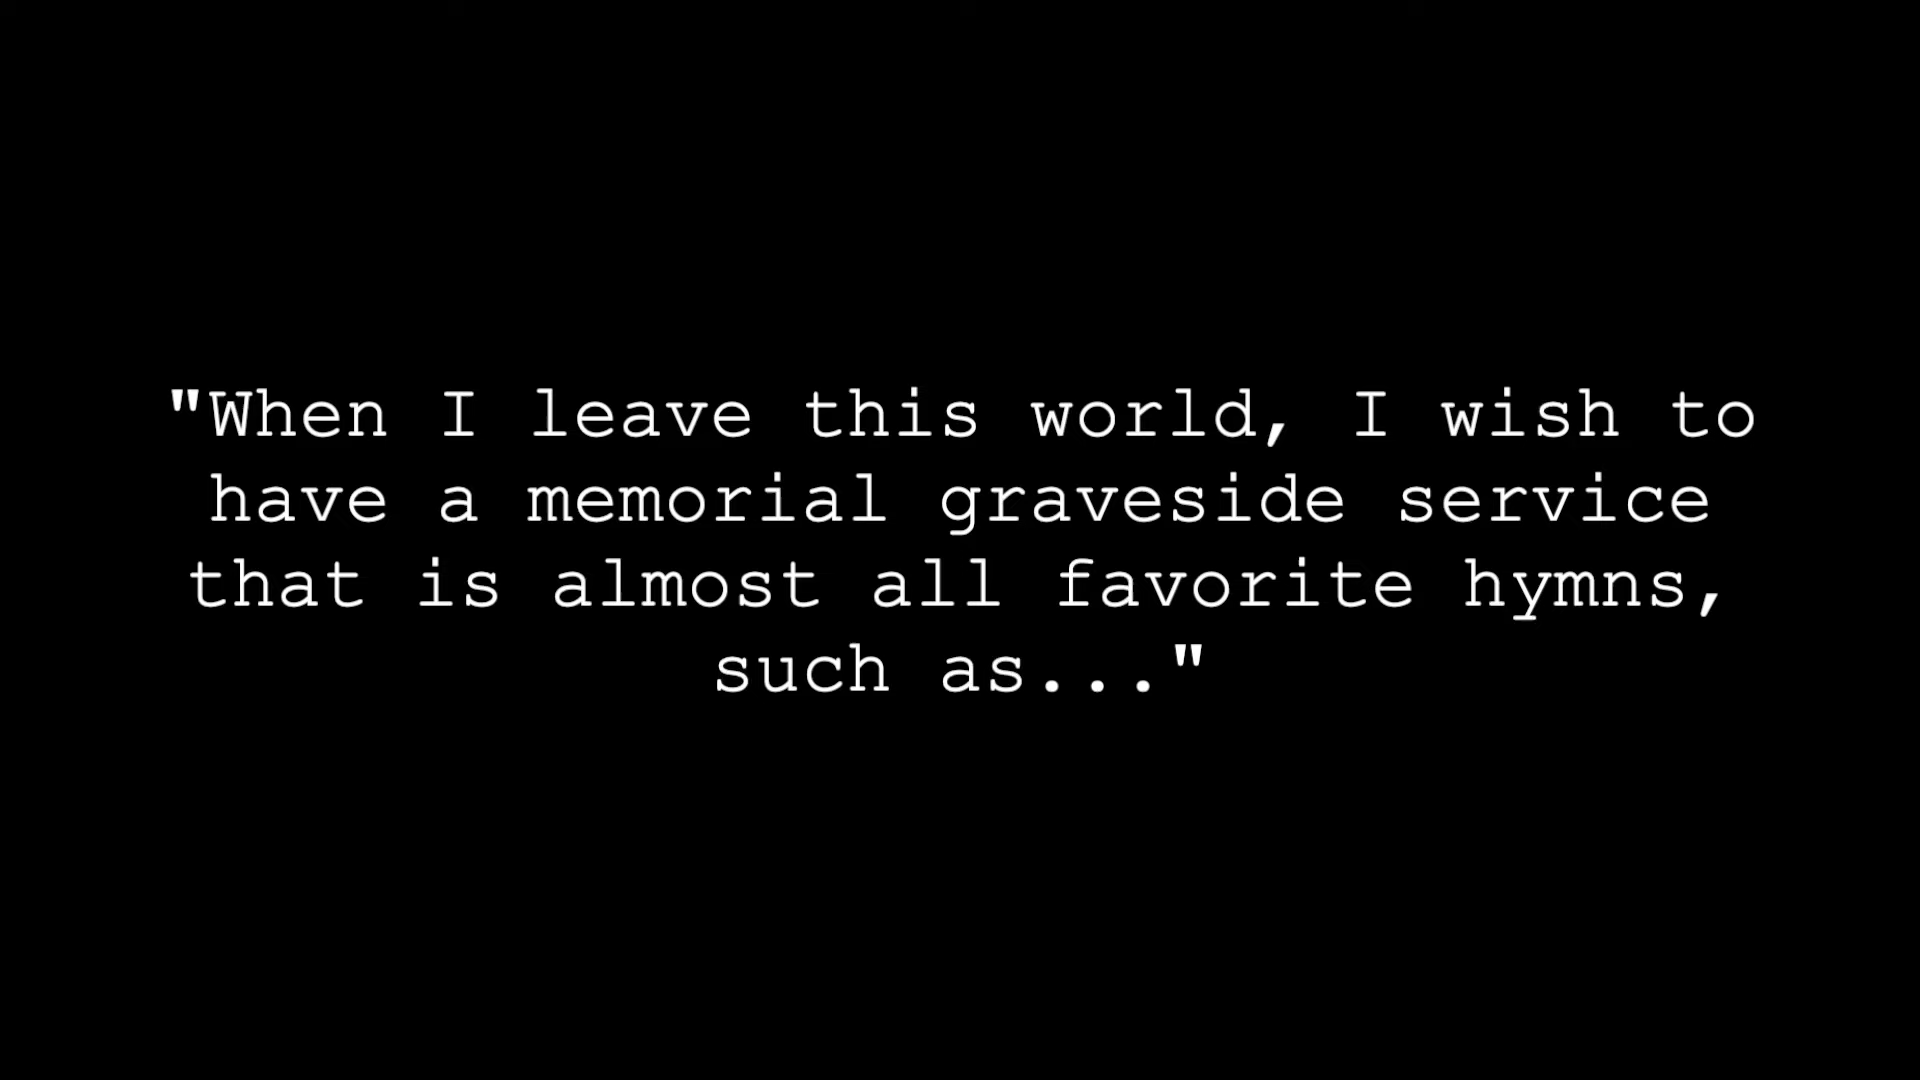 "When I leave this world, I wish to
have a memorial graveside service
that is almost all favorite hymns,
such as..."